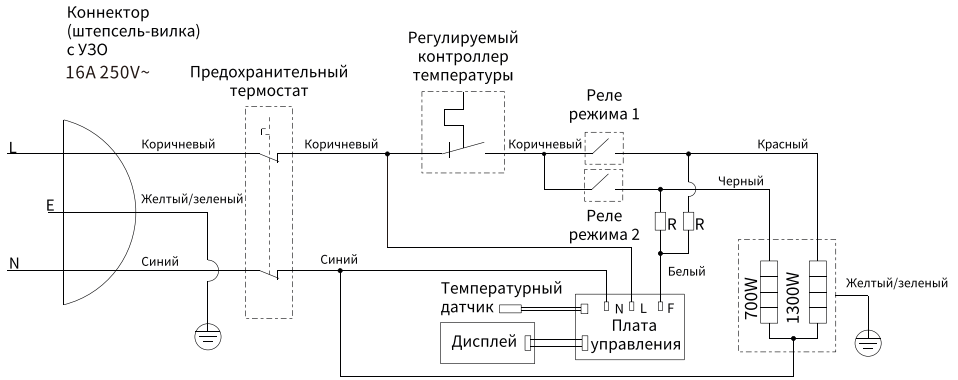 Коннектор
(штепсель-вилка)
с УЗО
16A 250V~
Предохранительный
термостат
Регулируемый
контроллер
температуры
Реле
режима 1
L
Коричневый
Коричневый
Коричневый
Красный
E
Желтый/зеленый
Черный
Реле
режима 2
R
R
N
Синий
Синий
Белый
Температурный
датчик
N
L
F
Плата
управления
Дисплей
700W
1300W
Желтый/зеленый